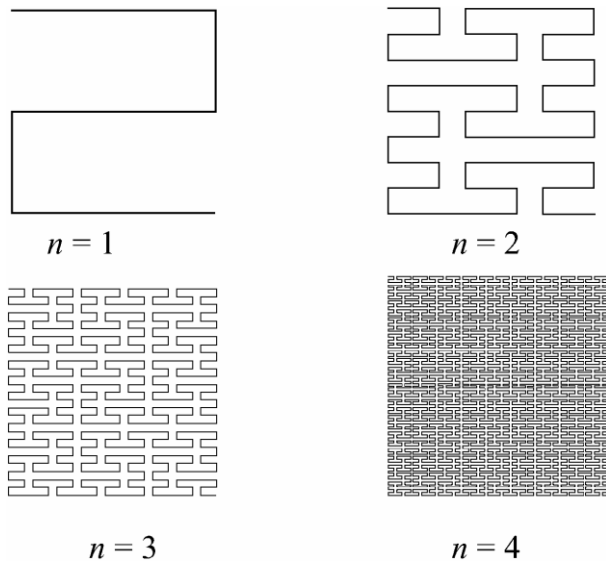 n = 1
n = 2
n = 3
n = 4